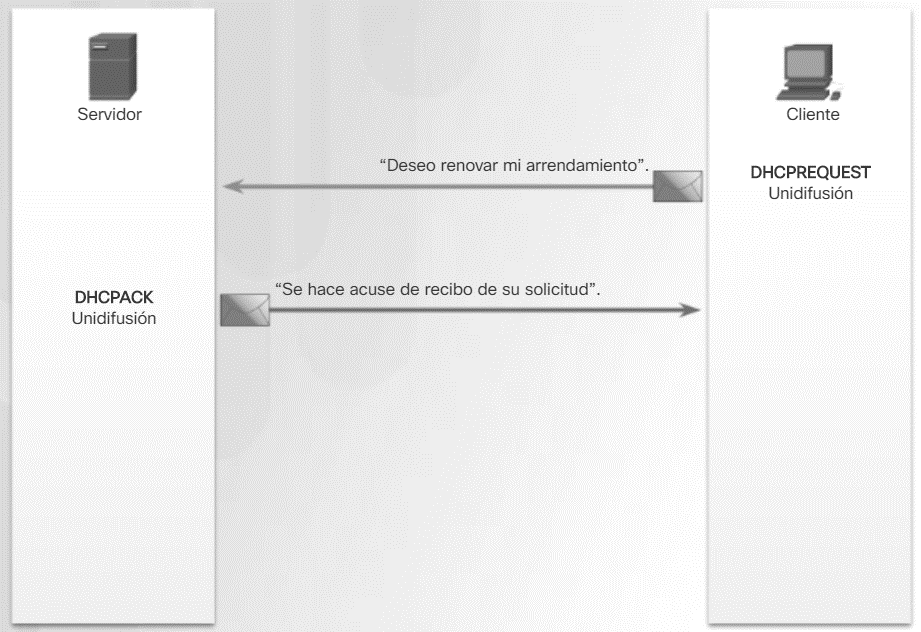 Servidor
Cliente
“Deseo renovar mi arrendamiento”.
DHCPREQUEST
Unidifusión
“Se hace acuse de recibo de su solicitud”.
DHCPACK
Unidifusión